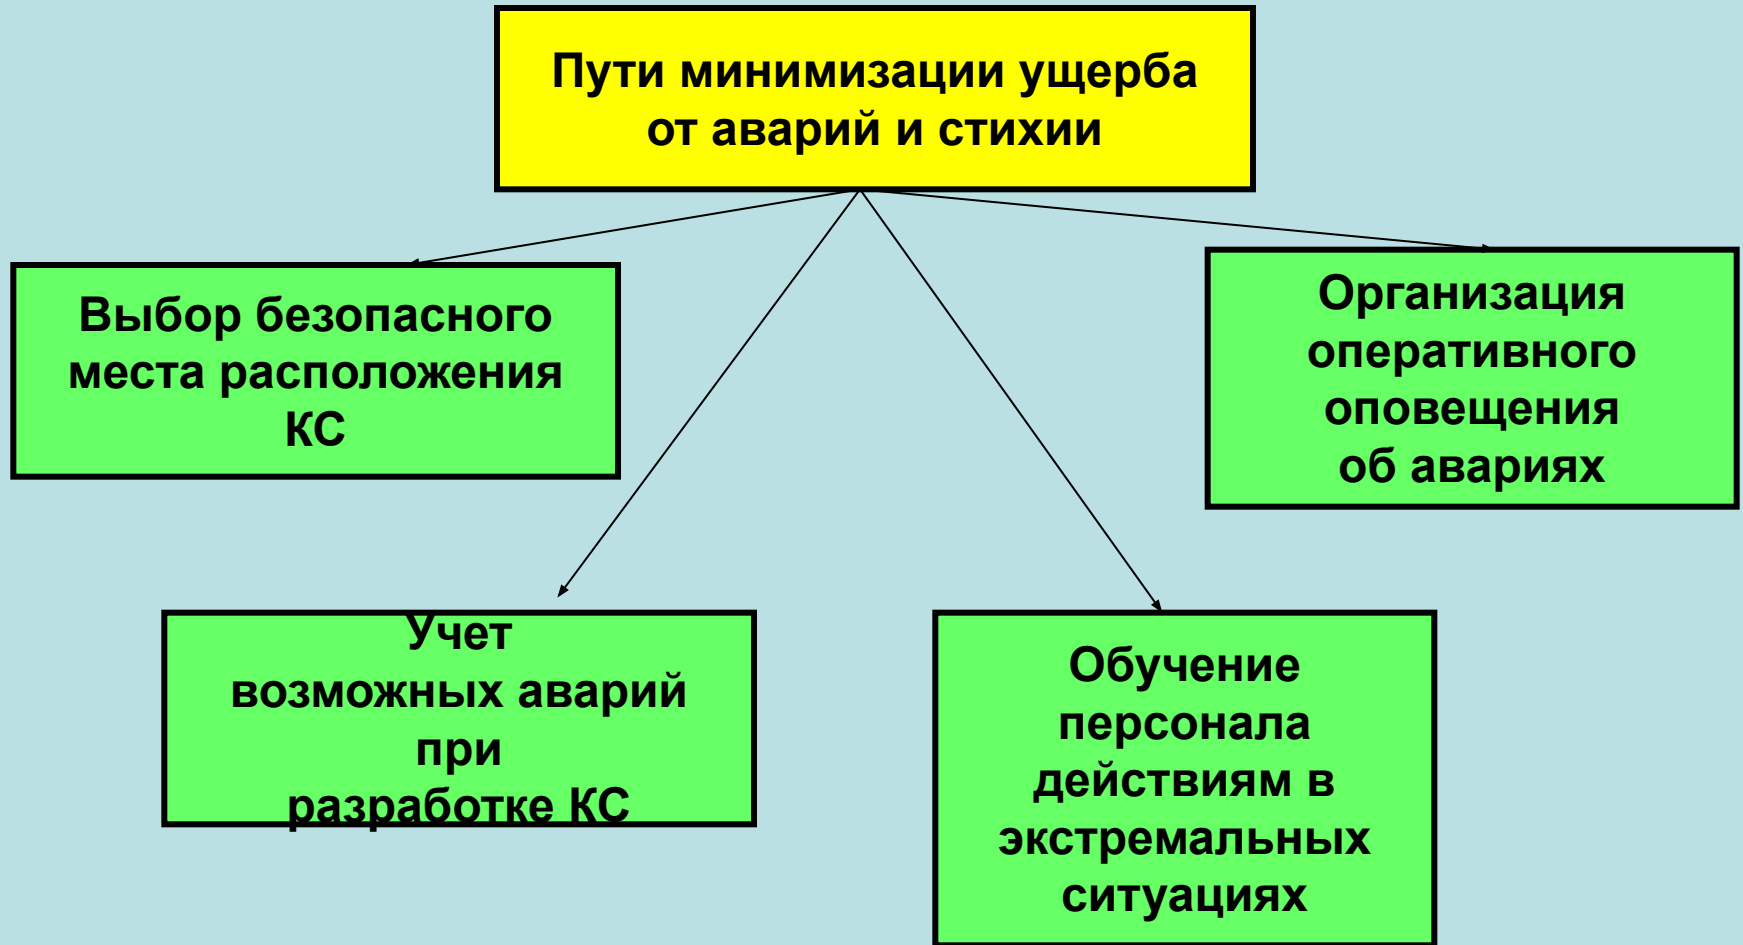 Пути минимизации ущерба
от аварий и стихии
Выбор безопасного
места расположения
КС
Организация
оперативного
оповещения
об авариях
Учет
возможных аварий
при
разработке КС
Обучение
персонала
действиям в
экстремальных
ситуациях